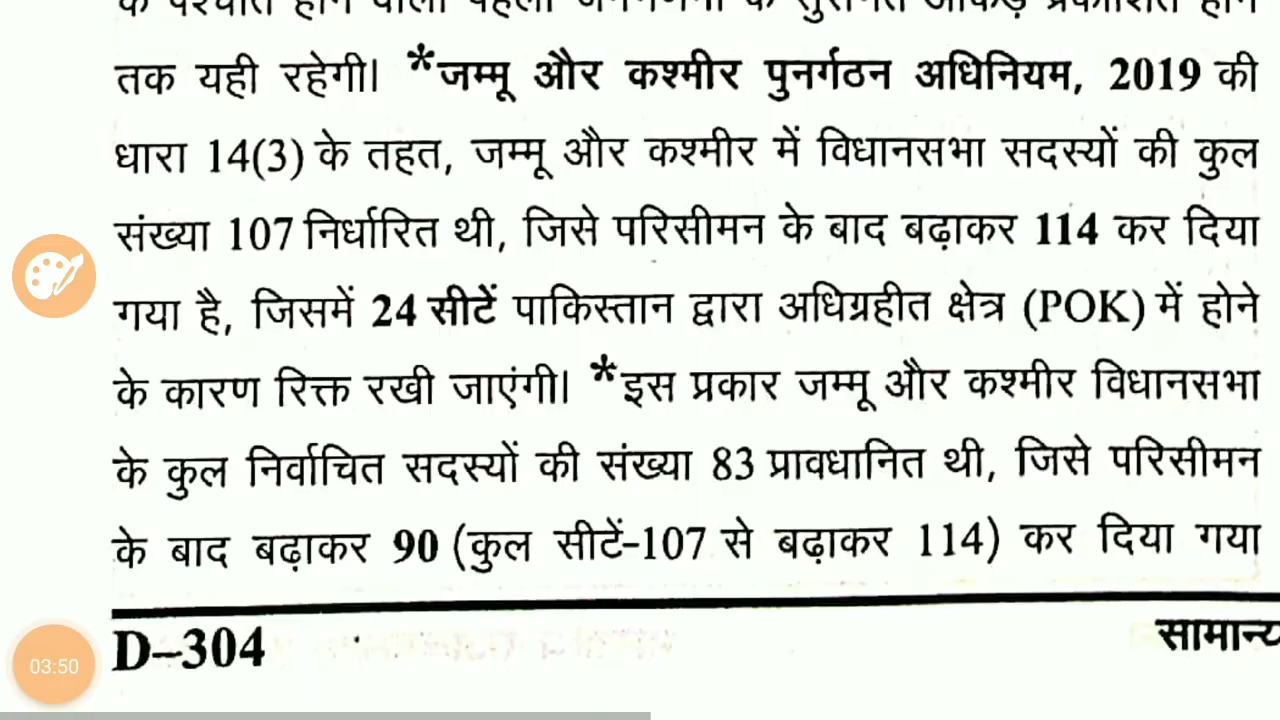 तक यही रहेगी। *जम्मू और कश्मीर पुनर्गठन अधिनियम, 2019 की
धारा 14(3) के तहत, जम्मू और कश्मीर में विधानसभा सदस्यों की कुल
संख्या 107 निर्धारित थी, जिसे परिसीमन के बाद बढ़ाकर 114 कर दिया
गया है, जिसमें 24 सीटें पाकिस्तान द्वारा अधिग्रहीत क्षेत्र (POK) में होने
के कारण रिक्त रखी जाएंगी। *इस प्रकार जम्मू और कश्मीर विधानसभा
के कुल निर्वाचित सदस्यों की संख्या 83 प्रावधानित थी, जिसे परिसीमन
के बाद बढ़ाकर 90 (कुल सीटें-107 से बढ़ाकर 114) कर दिया गया
D-304
03:50